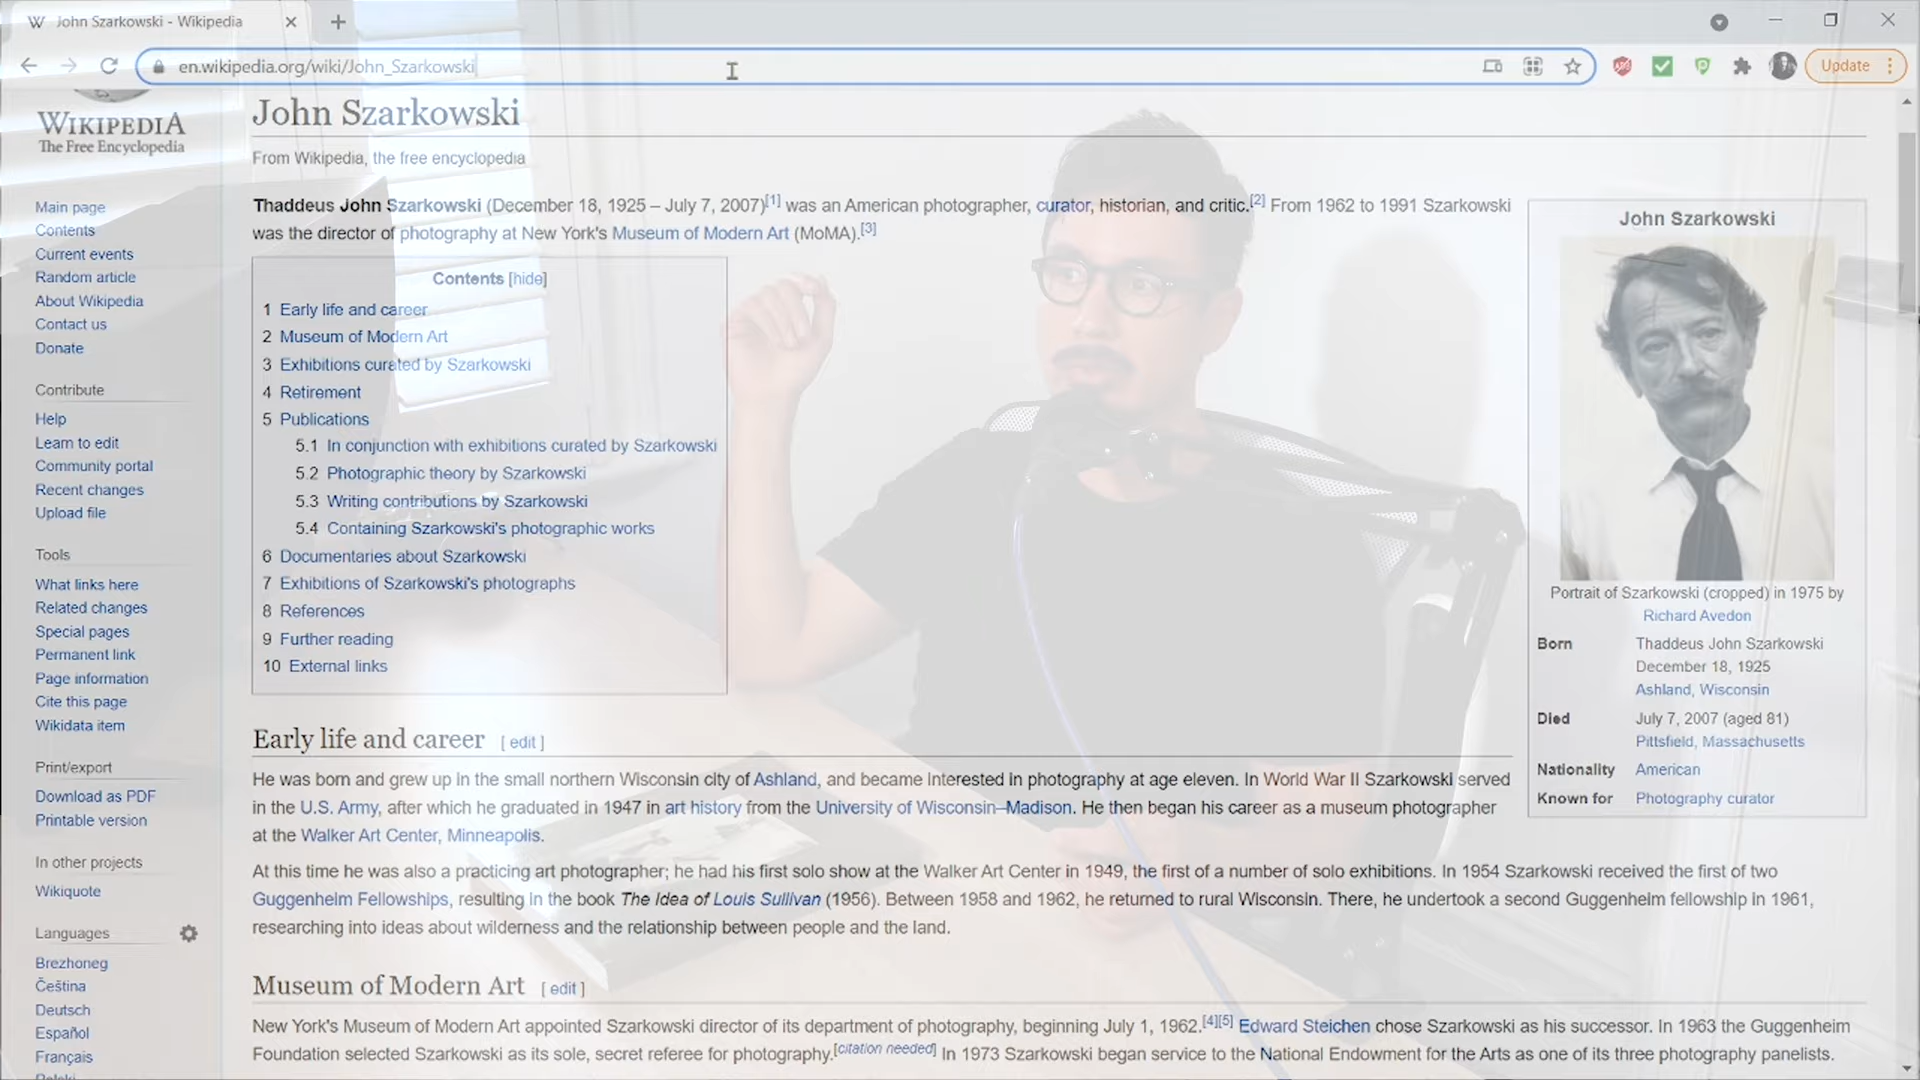 John Szarkowski - Wikipedia
en.wikipedia.org/wiki/John_Szarkowski
Update
WIKIPEDIA
The Free Encyclopedia
Main page
Contents
Current events
Random article
About Wikipedia
Contact us
Donate
Contribute
Help
Learn to edit
Community portal
Recent changes
Upload file
Tools
What links here
Related changes
Special pages
Permanent link
Page information
Cite this page
Wikidata item
Print/export
Download as PDF
Printable version
In other projects
Wikiquote
Languages
Brezhoneg
Čeština
Deutsch
Español
Français
John Szarkowski
From Wikipedia, the free encyclopedia
Thaddeus John Szarkowski (December 18, 1925 – July 7, 2007)[1] was an American photographer, curator, historian, and critic.[2] From 1962 to 1991 Szarkowski
was the director of photography at New York's Museum of Modern Art (MoMA).[3]
Contents [hide]
1 Early life and career
2 Museum of Modern Art
3 Exhibitions curated by Szarkowski
4 Retirement
5 Publications
5.1 In conjunction with exhibitions curated by Szarkowski
5.2 Photographic theory by Szarkowski
5.3 Writing contributions by Szarkowski
5.4 Containing Szarkowski's photographic works
6 Documentaries about Szarkowski
7 Exhibitions of Szarkowski's photographs
8 References
9 Further reading
10 External links
John Szarkowski
Portrait of Szarkowski (cropped) in 1975 by
Richard Avedon
Born Thaddeus John Szarkowski
December 18, 1925
Ashland, Wisconsin
Died July 7, 2007 (aged 81)
Pittsfield, Massachusetts
Nationality American
Known for Photography curator
Early life and career [ edit ]
He was born and grew up in the small northern Wisconsin city of Ashland, and became interested in photography at age eleven. In World War II Szarkowski served
in the U.S. Army, after which he graduated in 1947 in art history from the University of Wisconsin–Madison. He then began his career as a museum photographer
at the Walker Art Center, Minneapolis.
At this time he was also a practicing art photographer; he had his first solo show at the Walker Art Center in 1949, the first of a number of solo exhibitions. In 1954 Szarkowski received the first of two
Guggenheim Fellowships, resulting in the book The Idea of Louis Sullivan (1956). Between 1958 and 1962, he returned to rural Wisconsin. There, he undertook a second Guggenheim fellowship in 1961,
researching into ideas about wilderness and the relationship between people and the land.
Museum of Modern Art [ edit ]
New York's Museum of Modern Art appointed Szarkowski director of its department of photography, beginning July 1, 1962.[4][5] Edward Steichen chose Szarkowski as his successor. In 1963 the Guggenheim
Foundation selected Szarkowski as its sole, secret referee for photography.[citation needed] In 1973 Szarkowski began service to the National Endowment for the Arts as one of its three photography panelists.